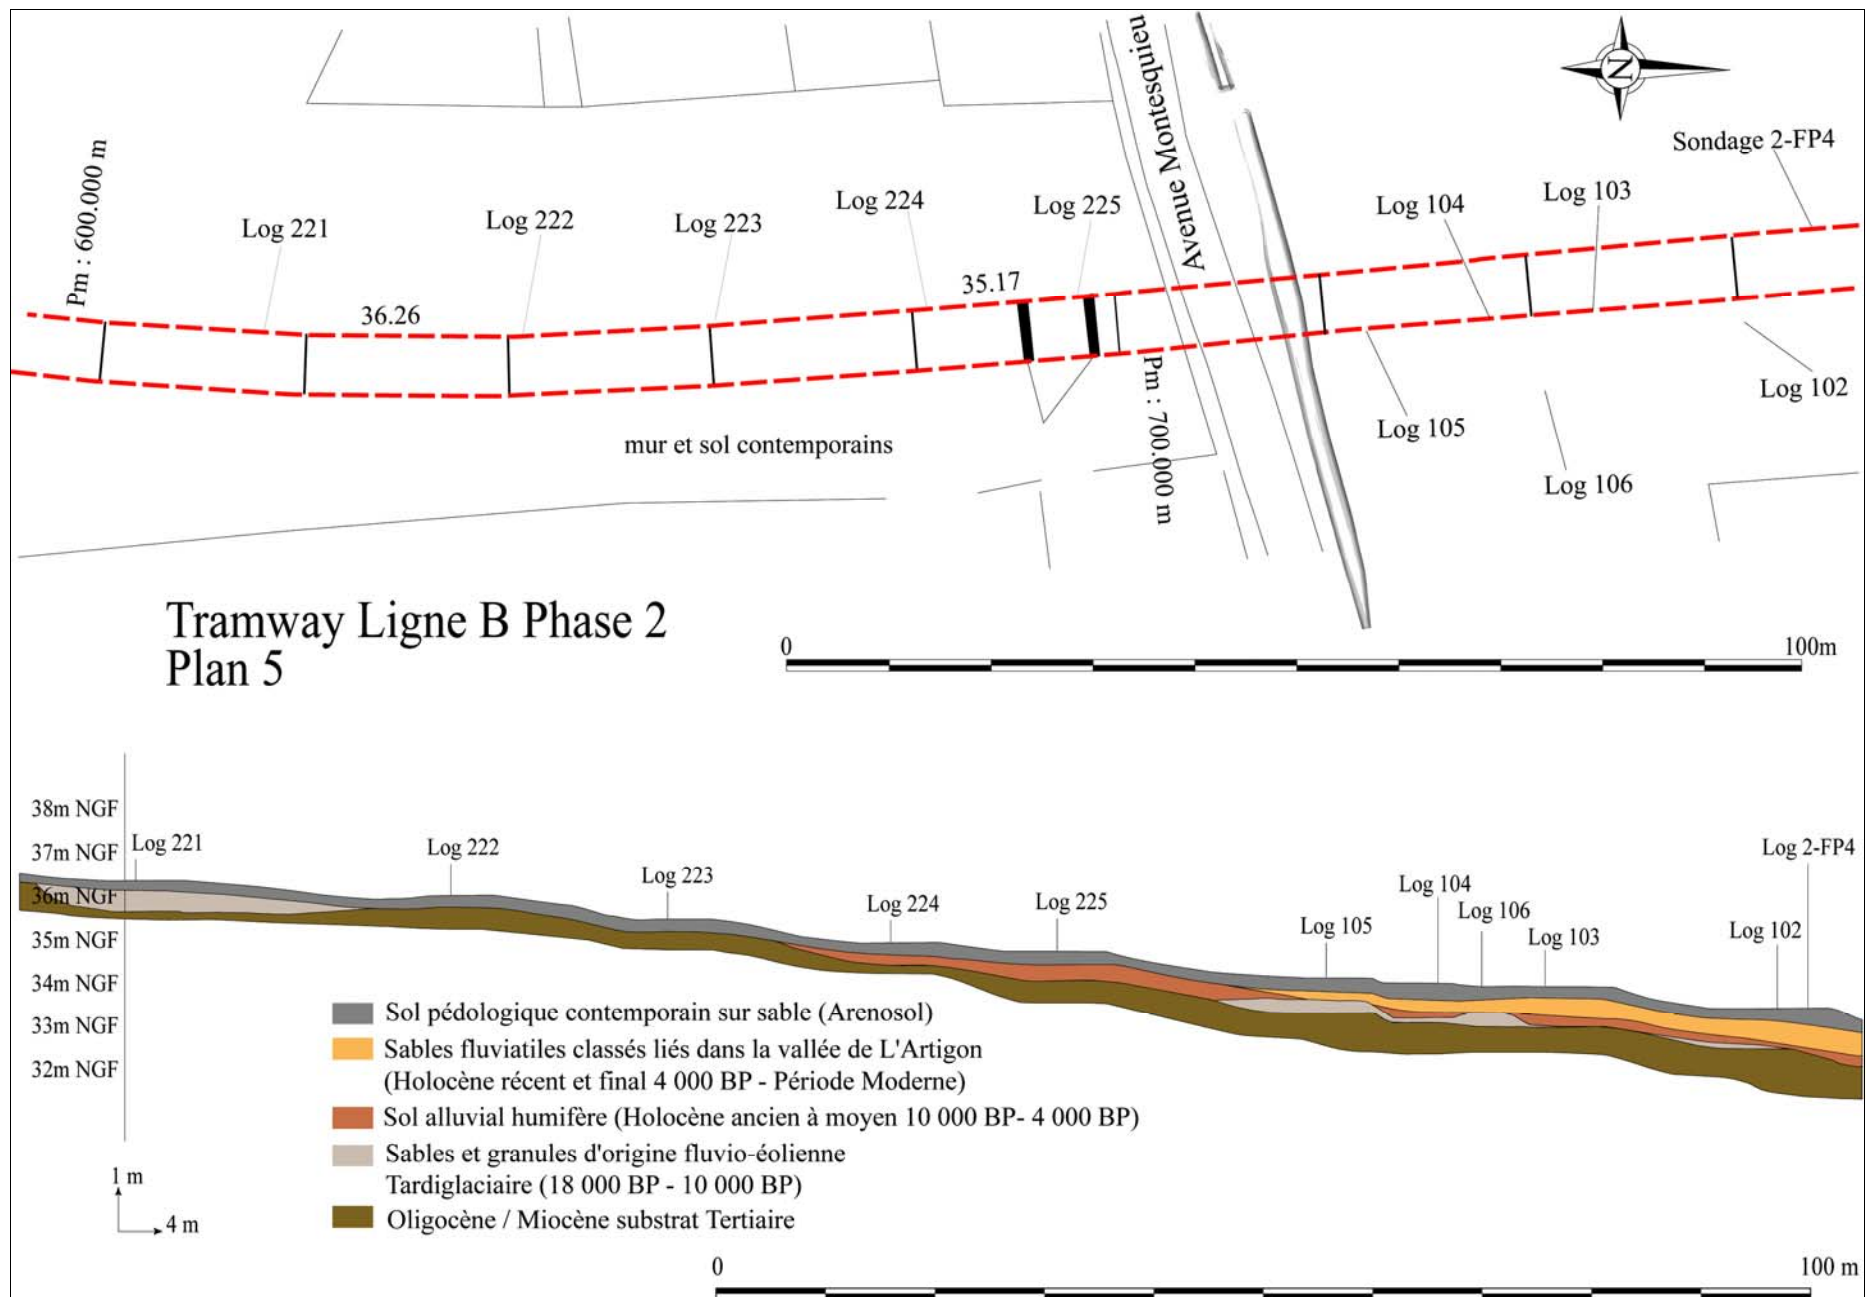 Avenue Montesquieu
N
Sondage 2-FP4
Pm : 600.000 m
Log 221
Log 222
Log 223
Log 224
Log 225
Log 104
Log 103
36.26
35.17
Log 102
Log 105
Log 106
Pm : 700.000 m
mur et sol contemporains
Tramway Ligne B Phase 2
Plan 5
0
100m
38m NGF
37m NGF
36m NGF
35m NGF
34m NGF
33m NGF
32m NGF
Log 221
Log 222
Log 223
Log 224
Log 225
Log 105
Log 104
Log 106
Log 103
Log 102
Log 2-FP4
Sol pédologique contemporain sur sable (Arenosol)
Sables fluviatiles classés liés dans la vallée de L'Artigon
(Holocène récent et final 4 000 BP - Période Moderne)
Sol alluvial humifère (Holocène ancien à moyen 10 000 BP- 4 000 BP)
Sables et granules d'origine fluvio-éolienne
Tardiglaciaire (18 000 BP - 10 000 BP)
Oligocène / Miocène substrat Tertiaire
1 m
4 m
0
100 m